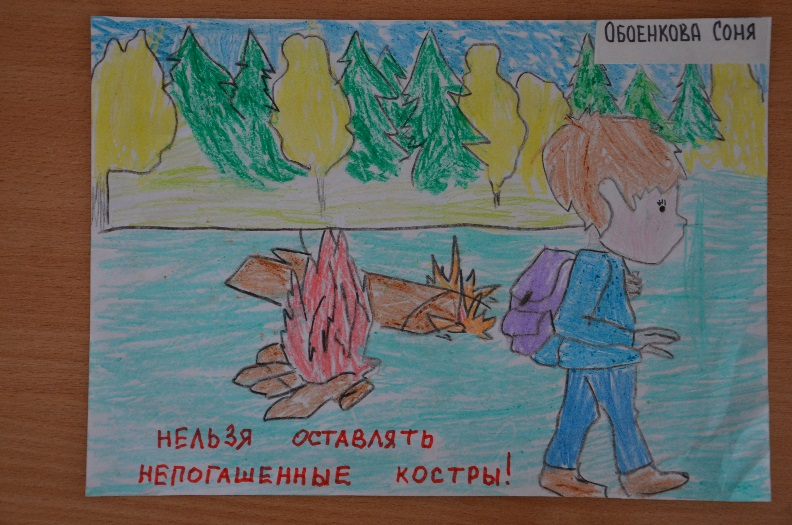 Обоенкова Соня
НЕЛЬЗЯ ОСТАВЛЯТЬ
НЕПОГАШЕННЫЕ КОСТРЫ!